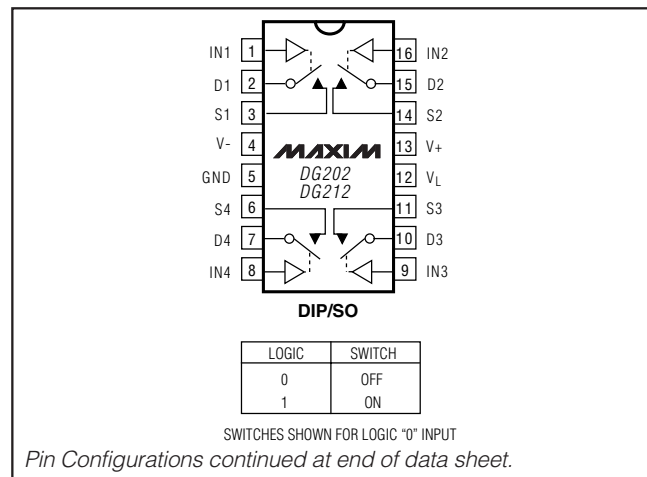 IN1 1 16 IN2
D1 2 15 D2
S1 3 14 S2
V- 4 13 V+
MAXIM
GND 5 DG202 12 VL
DG212
S4 6 11 S3
D4 7 10 D3
IN4 8 9 IN3
DIP/SO
LOGIC SWITCH
0 OFF
1 ON
SWITCHES SHOWN FOR LOGIC “0” INPUT
Pin Configurations continued at end of data sheet.